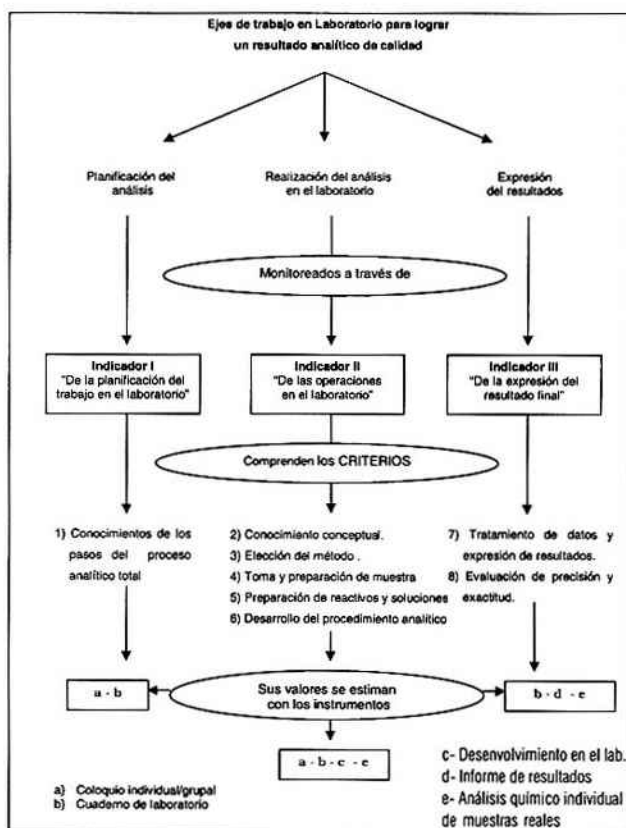 Ejes de trabajo en Laboratorio para lograr
un resultado analítico de calidad
Planificación del
análisis
Realización del análisis
en el laboratorio
Expresión
del resultados
Monitoreados a través de
Indicador I
"De la planificación del
trabajo en el laboratorio"
Indicador II
"De las operaciones
en el laboratorio"
Indicador III
"De la expresión del
resultado final"
Comprenden los CRITERIOS
1) Conocimientos de los
pasos del proceso
analítico total
2) Conocimiento conceptual.
3) Elección del método .
4) Toma y preparación de muestra
5) Preparación de reactivos y soluciones
6) Desarrollo del procedimiento analítico
7) Tratamiento de datos y
expresión de resultados.
8) Evaluación de precisión y
exactitud.
a - b
Sus valores se estiman
con los instrumentos
b - d - e
a - b - c - e
a) Coloquio individual/grupal
b) Cuaderno de laboratorio
c- Desenvolvimiento en el lab.
d- Informe de resultados
e- Análisis químico individual
de muestras reales